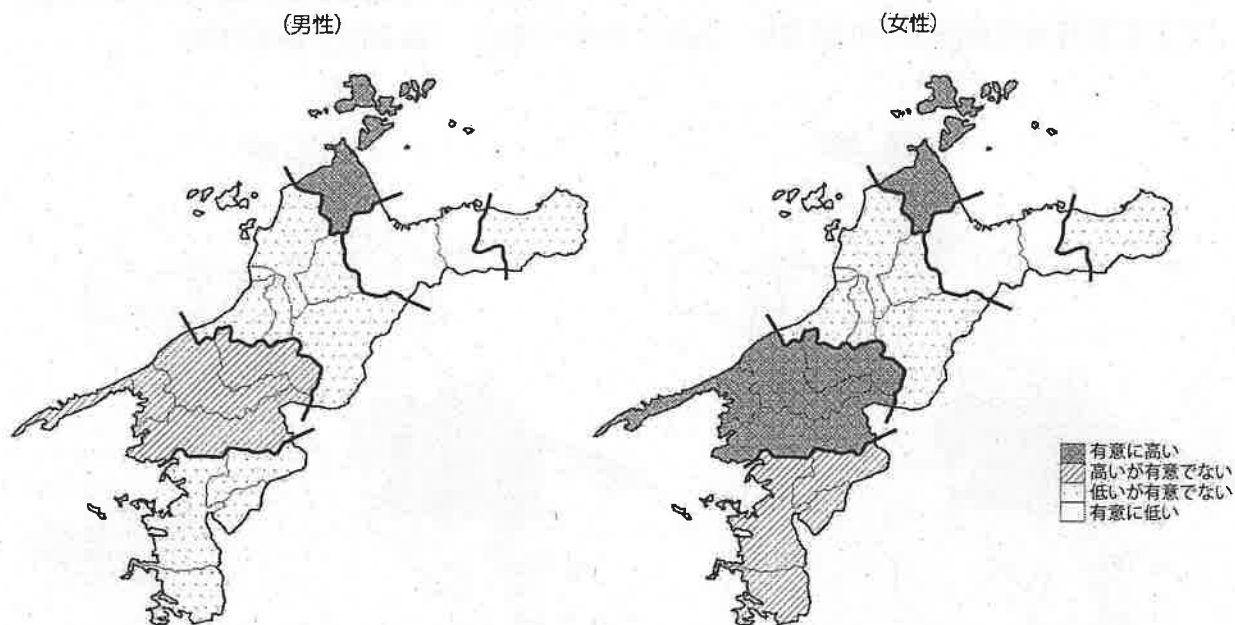 (男性)
(女性)
有意に高い
高いが有意でない
低いが有意でない
有意に低い